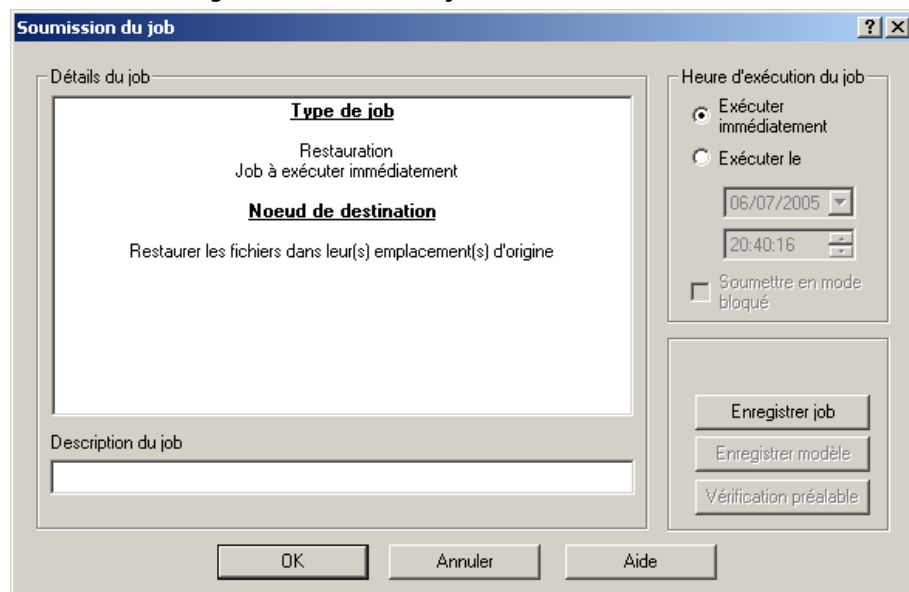 Soumission du job
Détails du job
Type de job
Restauration
Job à exécuter immédiatement
Noeud de destination
Restaurer les fichiers dans leur(s) emplacement(s) d'origine
Description du job
Heure d'exécution du job
Exécuter
immédiatement
Exécuter le
06/07/2005
20:40:16
Soumettre en mode
bloqué
Enregistrer job
Enregistrer modèle
Vérification préalable
OK
Annuler
Aide